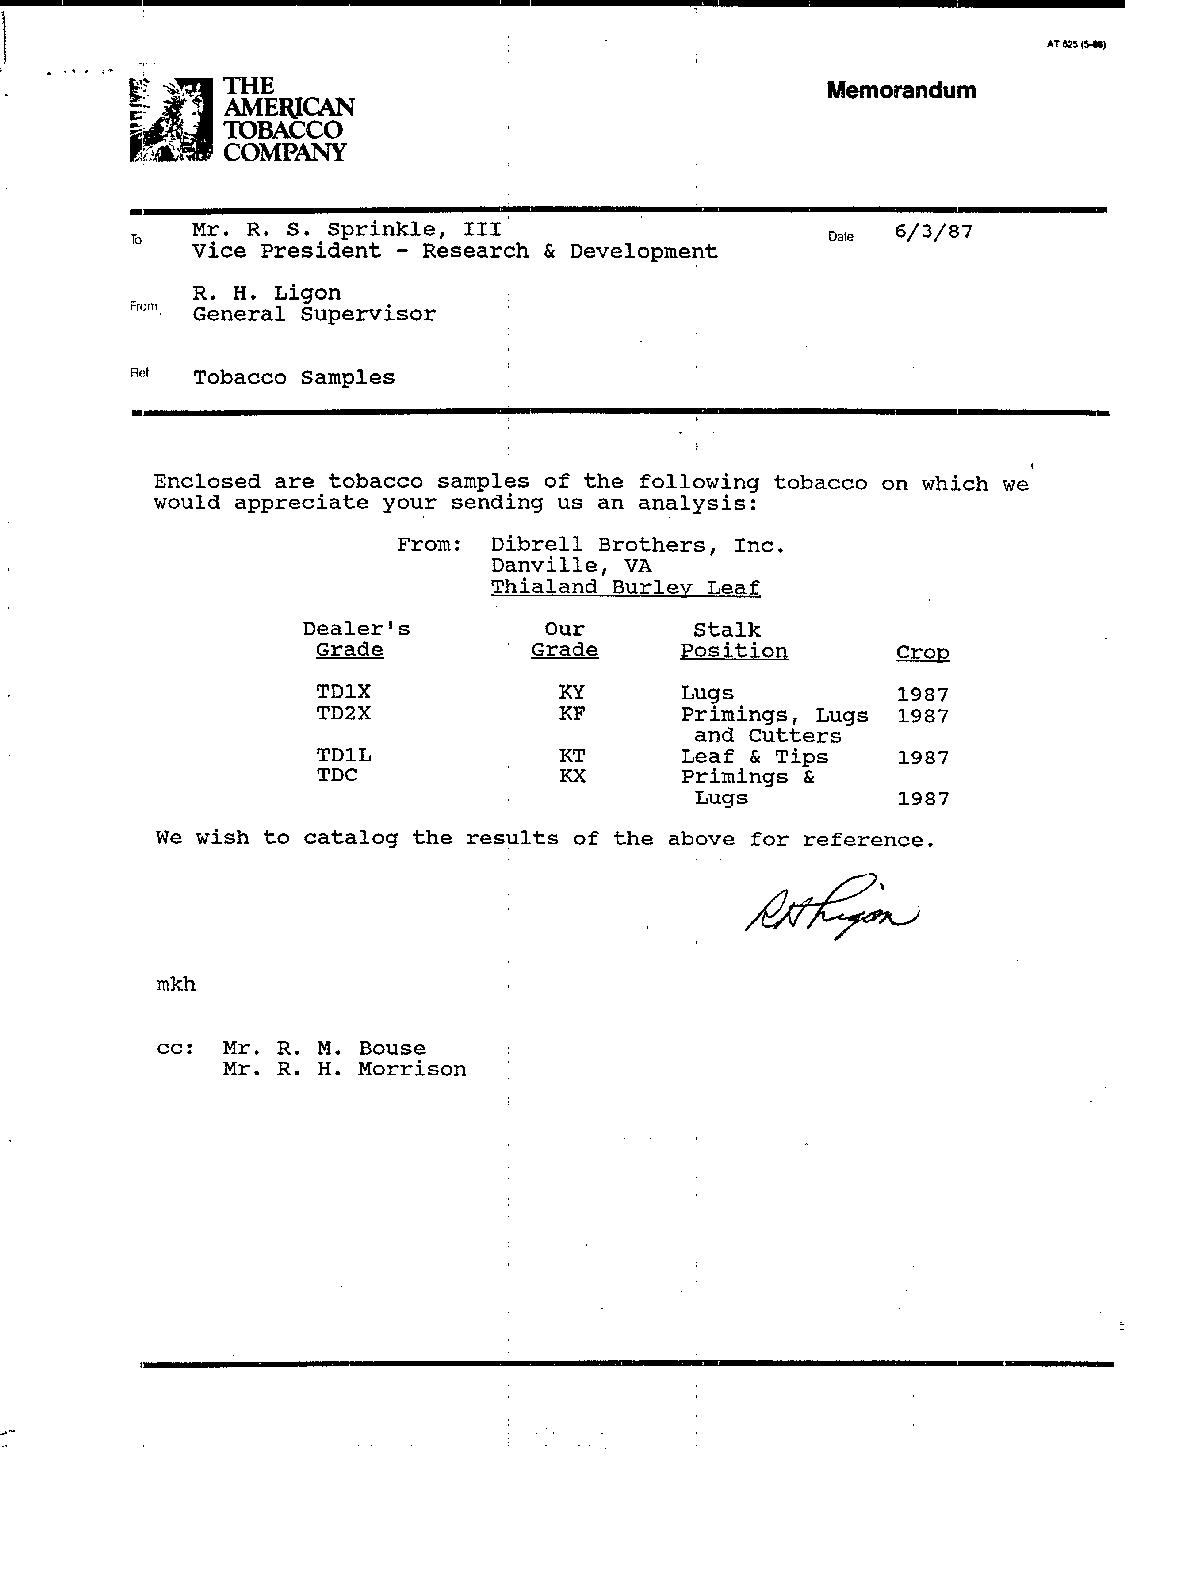 AT 525 (5-86)
THE
AMERICAN
TOBACCO
COMPANY
Memorandum
To Mr. R. S. Sprinkle, III Date 6/3/87
Vice President - Research & Development
R. H. Ligon
From General Supervisor
Ref Tobacco Samples
Enclosed are tobacco samples of the following tobacco on which we
would appreciate your sending us an analysis:
From: Dibrell Brothers, Inc.
Danville, VA
Thialand Burley Leaf
Dealer's Our Stalk
Grade Grade Position Crop
TD1X KY Lugs 1987
TD2X KF Primings, Lugs 1987
and Cutters
TD1L KT Leaf & Tips 1987
TDC KX Primings &
Lugs 1987
We wish to catalog the results of the above for reference.
RHLigon
mkh
cc: Mr. R. M. Bouse
Mr. R. H. Morrison